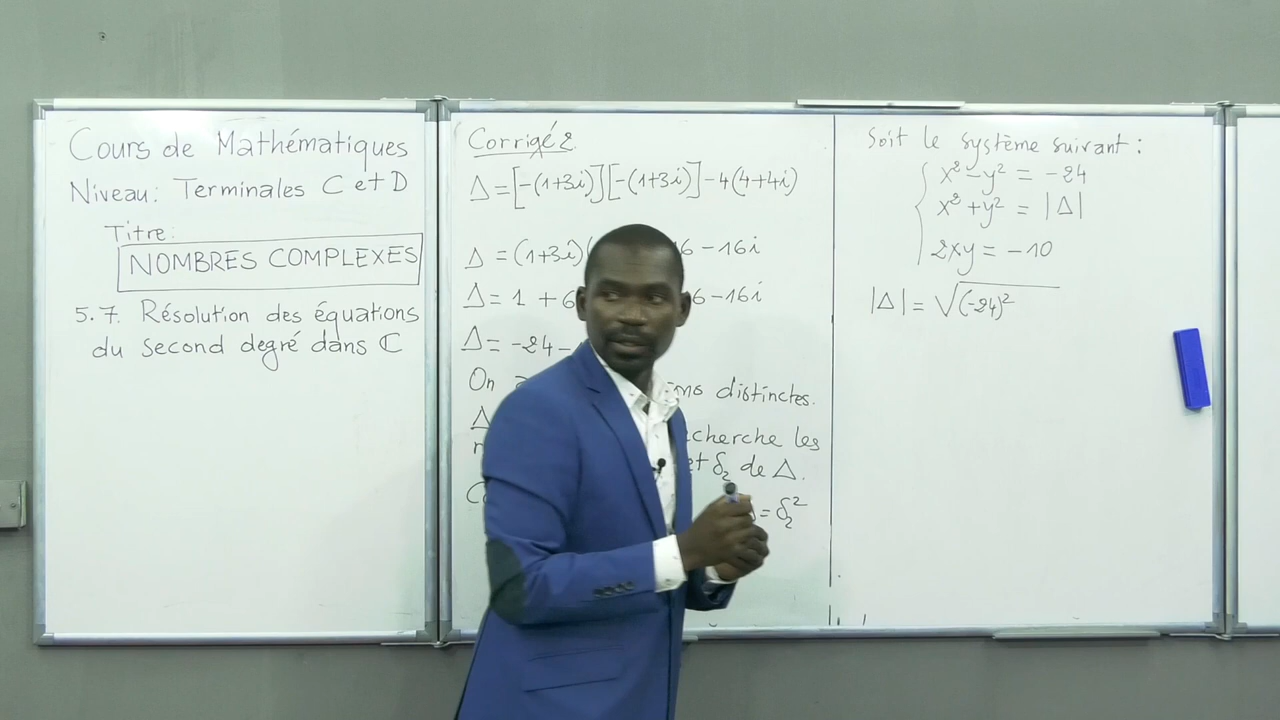 Cours de Mathématiques
Niveau: Terminales C et D
Titre:
NOMBRES COMPLEXES
5.7. Résolution des équations
du second degré dans ℂ
Corrigé 2.
Δ = [-(1+3i)][-(1+3i)] - 4(4+4i)
Δ = (1+3i)( 16 - 16i
Δ = 1 + 6 6 - 16i
Δ = -24 -
On distinctes.
Δ echerche les
et δ₂ de Δ.
= δ₂²
Soit le système suivant :
x² - y² = -24
x² + y² = |Δ|
2xy = -10
|Δ| = √(-24)²